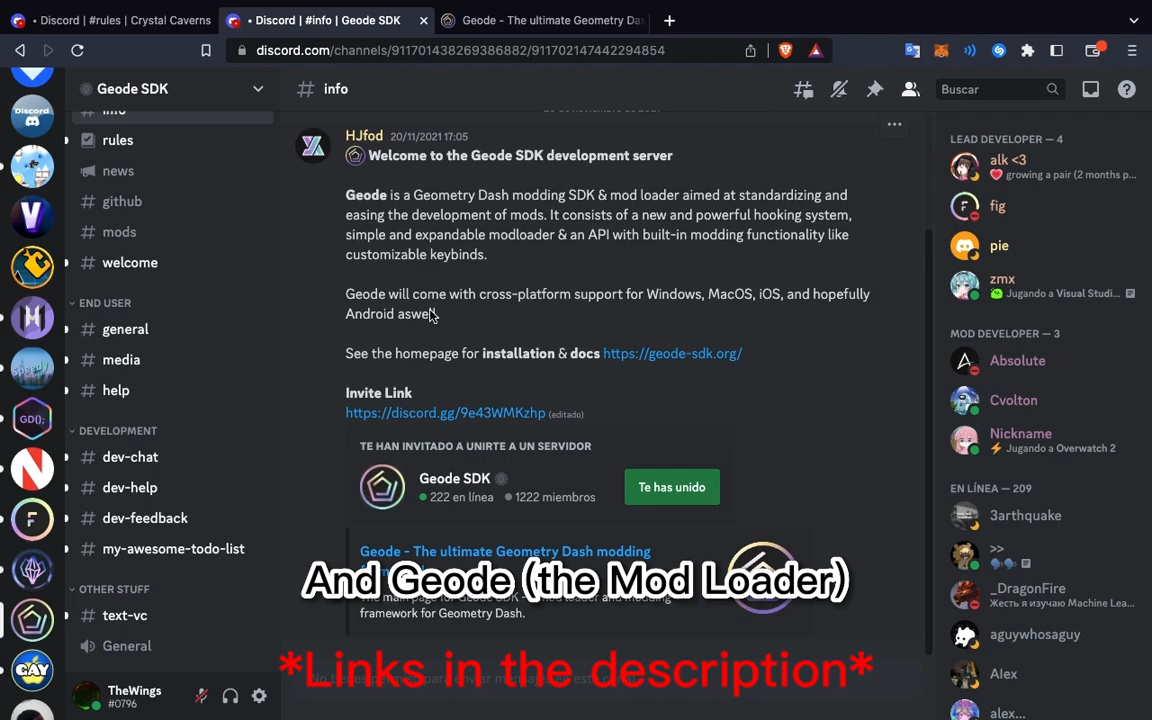 Discord | #rules | Crystal Caverns
Discord | #info | Geode SDK
Geode - The ultimate Geometry Das
discord.com/channels/911701438269386882/911702147442294854
Geode SDK
info
Buscar
info
rules
news
github
mods
welcome
END USER
general
media
help
DEVELOPMENT
dev-chat
dev-help
dev-feedback
my-awesome-todo-list
OTHER STUFF
text-vc
General
TheWings
#0796
Discord
V
H
speedy
GD();
N
F
GAY
HJfod 20/11/2021 17:05
Welcome to the Geode SDK development server
Geode is a Geometry Dash modding SDK & mod loader aimed at standardizing and
easing the development of mods. It consists of a new and powerful hooking system,
simple and expandable modloader & an API with built-in modding functionality like
customizable keybinds.
Geode will come with cross-platform support for Windows, MacOS, iOS, and hopefully
Android aswell
See the homepage for installation & docs https://geode-sdk.org/
Invite Link
https://discord.gg/9e43WMKzhp (editado)
TE HAN INVITADO A UNIRTE A UN SERVIDOR
Geode SDK
222 en línea 1222 miembros
Te has unido
Geode - The ultimate Geometry Dash modding
framework for Geometry Dash.
And Geode (the Mod Loader)
*Links in the description*
LEAD DEVELOPER — 4
alk <3
growing a pair (2 months p...
fig
pie
zmx
Jugando a Visual Studi...
MOD DEVELOPER — 3
Absolute
Cvolton
Nickname
Jugando a Overwatch 2
EN LÍNEA — 209
3arthquake
>>
_DragonFire
Жесть я изучаю Machine Lea...
aguywhosaguy
Alex
alex...